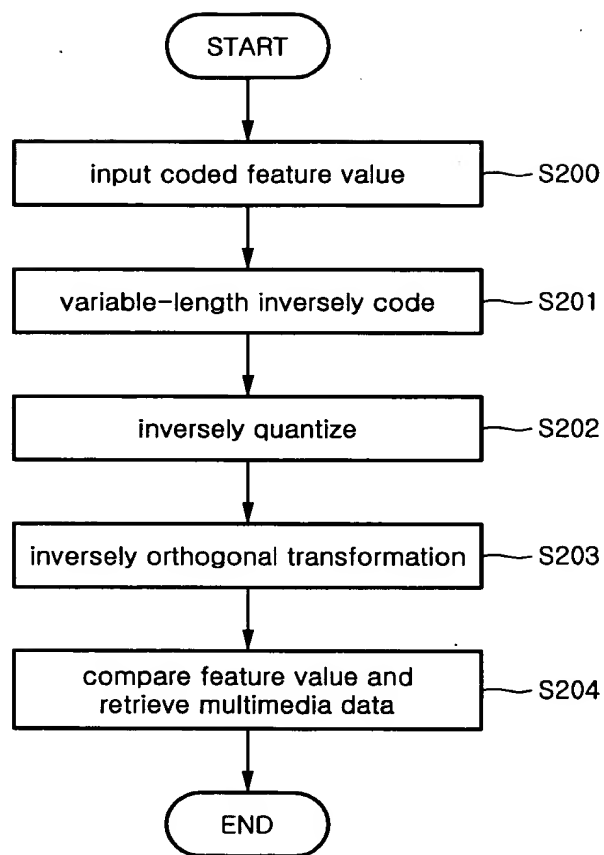 START
input coded feature value
S200
variable-length inversely code
S201
inversely quantize
S202
inversely orthogonal transformation
S203
compare feature value and
retrieve multimedia data
S204
END